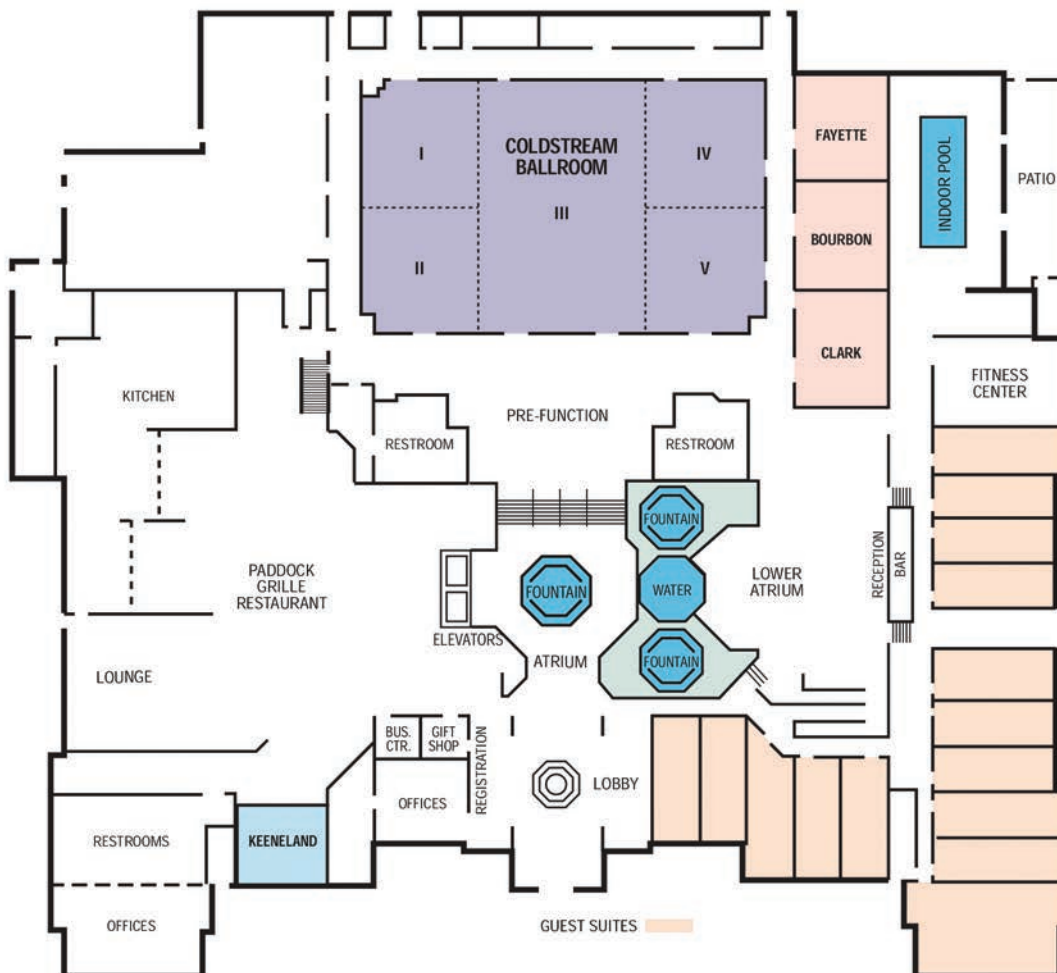 COLDSTREAM
BALLROOM
I
II
III
IV
V
FAYETTE
BOURBON
CLARK
INDOOR POOL
PATIO
FITNESS
CENTER
KITCHEN
PRE-FUNCTION
RESTROOM
RESTROOM
FOUNTAIN
FOUNTAIN
WATER
FOUNTAIN
PADDOCK
GRILLE
RESTAURANT
LOWER
ATRIUM
RECEPTION
BAR
ELEVATORS
ATRIUM
LOUNGE
BUS.
CTR.
GIFT
SHOP
REGISTRATION
OFFICES
LOBBY
KEENELAND
RESTROOMS
OFFICES
GUEST SUITES